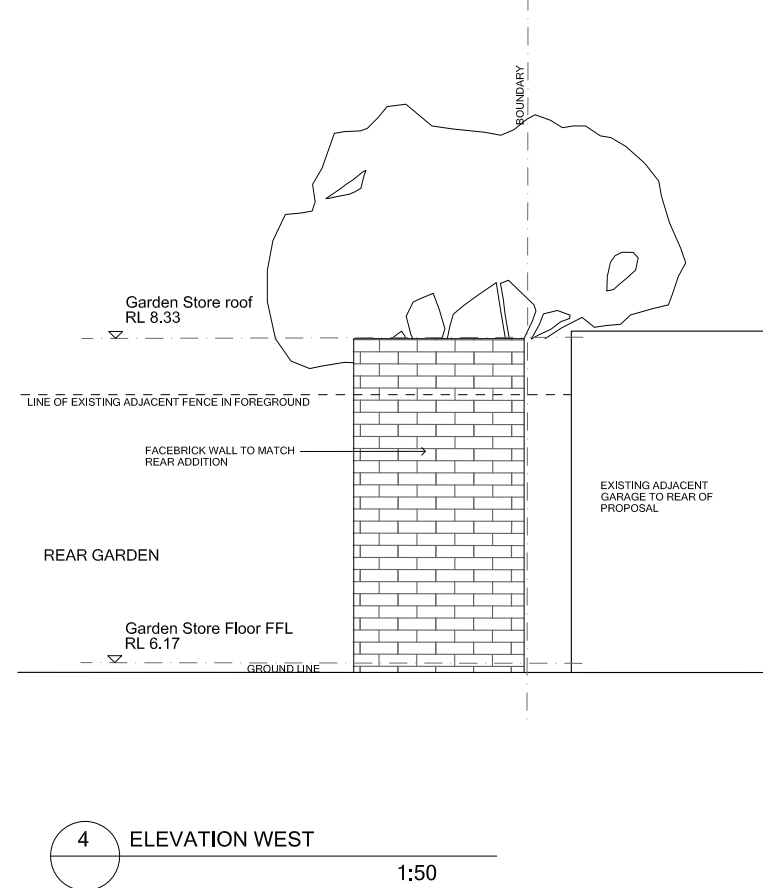 BOUNDARY
Garden Store roof
RL 8.33
LINE OF EXISTING ADJACENT FENCE IN FOREGROUND
FACEBRICK WALL TO MATCH
REAR ADDITION
EXISTING ADJACENT
GARAGE TO REAR OF
PROPOSAL
REAR GARDEN
Garden Store Floor FFL
RL 6.17
GROUND LINE
4 ELEVATION WEST
1:50